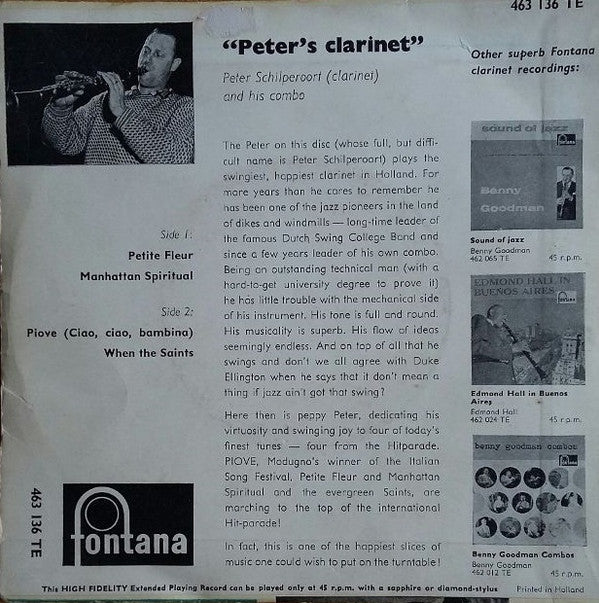 463 136 TE
"Peter's clarinet"
Peter Schilperoort (clarinet)
and his combo
The Peter on this disc (whose full, but diffi-
cult name is Peter Schilperoort) plays the
swingiest, happiest clarinet in Holland. For
more years than he cares to remember he
has been one of the jazz pioneers in the land
of dikes and windmills — long-time leader of
the famous Dutch Swing College Band and
since a few years leader of his own combo.
Being an outstanding technical man (with a
hard-to-get university degree to prove it)
he has little trouble with the mechanical side
of his instrument. His tone is full and round.
His musicality is superb. His flow of ideas
seemingly endless. And on top of all that he
swings and don't we all agree with Duke
Ellington when he says that it don't mean a
thing if jazz ain't got that swing?
Here then is peppy Peter, dedicating his
virtuosity and swinging joy to four of today's
finest tunes — four from the Hitparade.
PIOVE, Modugno's winner of the Italian
Song Festival, Petite Fleur and Manhattan
Spiritual and the evergreen Saints, are
marching to the top of the international
Hit-parade!
In fact, this is one of the happiest slices of
music one could wish to put on the turntable!
Side 1:
Petite Fleur
Manhattan Spiritual
Side 2:
Piove (Ciao, ciao, bambina)
When the Saints
463 136 TE
fontana
Other superb Fontana
clarinet recordings:
sound of jazz
fontana
Benny
Goodman
Sound of jazz
Benny Goodman
462 065 TE 45 r.p.m.
EDMOND HALL IN
BUENOS AIRES
fontana
Edmond Hall in Buenos
Aires
Edmond Hall
462 024 TE 45 r.p.m.
benny goodman combos
fontana
Benny Goodman Combos
462 012 TE 45 r.p.m.
This HIGH FIDELITY Extended Playing Record can be played only at 45 r.p.m. with a sapphire or diamond-stylus
Printed in Holland